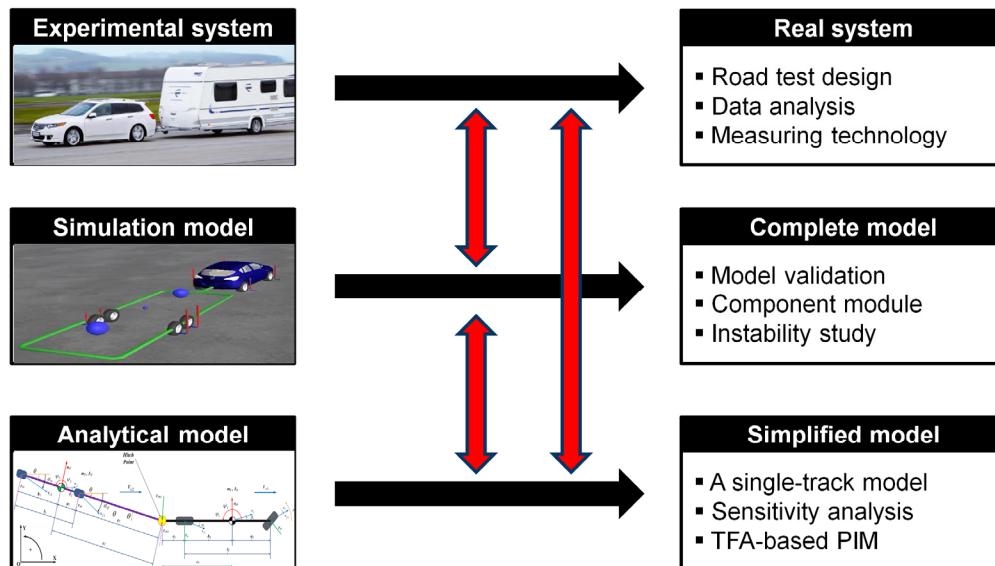 Experimental system
Real system
▪ Road test design
▪ Data analysis
▪ Measuring technology
Simulation model
Complete model
▪ Model validation
▪ Component module
▪ Instability study
Analytical model
Hitch
Point
Simplified model
▪ A single-track model
▪ Sensitivity analysis
▪ TFA-based PIM
Y
O
X